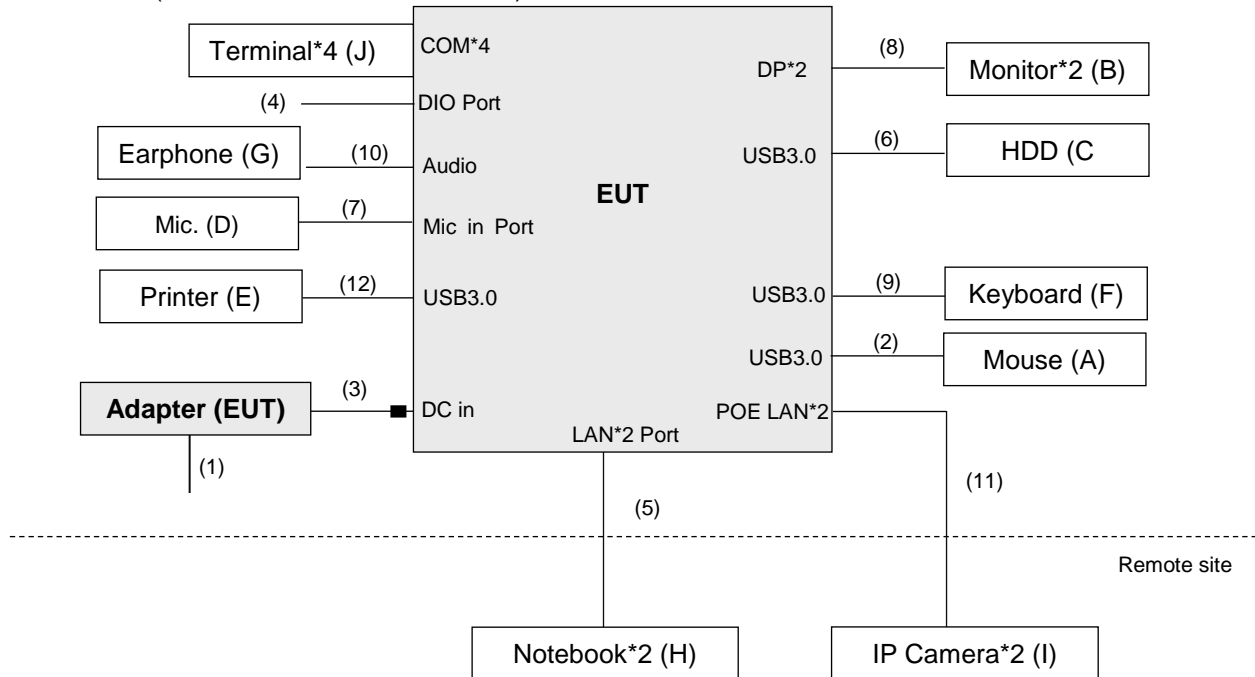 Terminal*4 (J)
COM*4
(4)
DIO Port
Earphone (G)
(10)
Audio
Mic. (D)
(7)
Mic in Port
Printer (E)
(12)
USB3.0
Adapter (EUT)
(3)
DC in
(1)
EUT
DP*2
(8)
Monitor*2 (B)
USB3.0
(6)
HDD (C
USB3.0
(9)
Keyboard (F)
USB3.0
(2)
Mouse (A)
POE LAN*2
LAN*2 Port
(11)
(5)
Remote site
Notebook*2 (H)
IP Camera*2 (I)